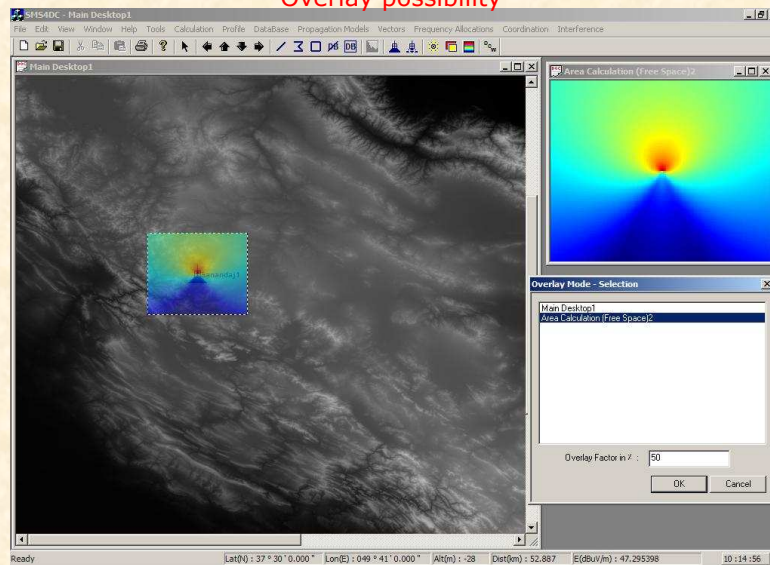 Overlay possibility
SMS4DC - Main Desktop1
File Edit View Window Help Tools Calculation Profile DataBase Propagation Models Vectors Frequency Allocations Coordination Interference
DB
Main Desktop1
Area Calculation (Free Space)2
Overlay Mode - Selection
Main Desktop1
Area Calculation (Free Space)2
Overlay Factor in % : 50
OK Cancel
Ready Lat(N) : 37 ° 30 ' 0.000 " Lon(E) : 049 ° 41 ' 0.000 " Alt(m) : -28 Dist(km) : 52.887 E(dBuV/m) : 47.295398 10 :14 :56